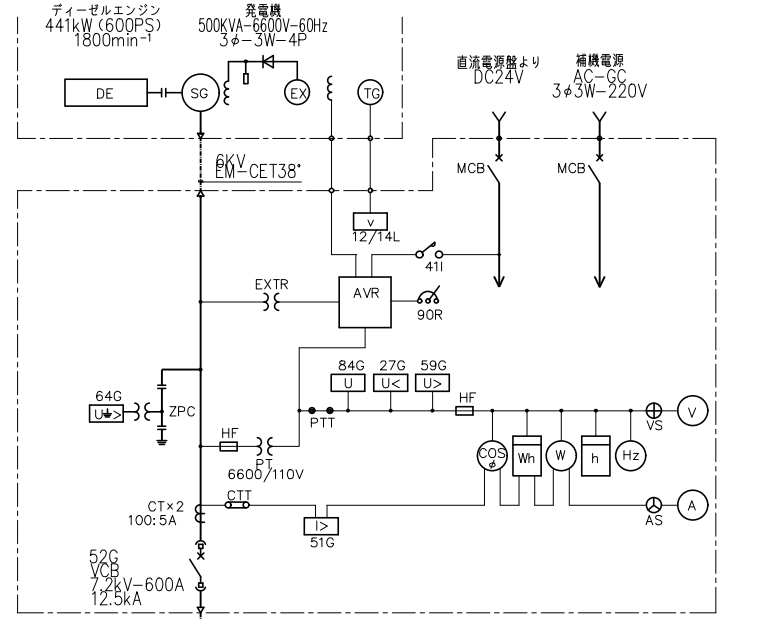 ディーゼルエンジン
441kW (600PS)
1800min⁻¹
発電機
500KVA-6600V-60Hz
3φ-3W-4P
DE
SG
EX
TG
直流電源盤より
DC24V
補機電源
AC-GC
3φ3W-220V
6KV
EM-CET38°
MCB
MCB
V
12/14L
41I
EXTR
AVR
90R
84G
27G
59G
U
U<
U>
64G
U⏚>
ZPC
HF
PTT
HF
VS
V
PT
6600/110V
COS
φ
Wh
W
h
Hz
CT×2
100:5A
CTT
I>
51G
AS
A
52G
VCB
7.2kV-600A
12.5kA